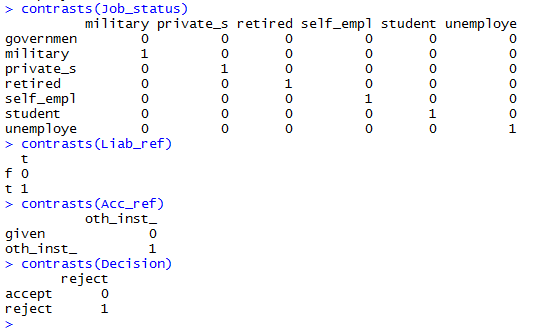 > contrasts(Job_status)
          military private_s retired self_empl student unemploye
governmen        0         0       0         0       0         0
military         1         0       0         0       0         0
private_s        0         1       0         0       0         0
retired          0         0       1         0       0         0
self_empl        0         0       0         1       0         0
student          0         0       0         0       1         0
unemploye        0         0       0         0       0         1
> contrasts(Liab_ref)
  t
f 0
t 1
> contrasts(Acc_ref)
          oth_inst_
given             0
oth_inst_         1
> contrasts(Decision)
       reject
accept      0
reject      1
>